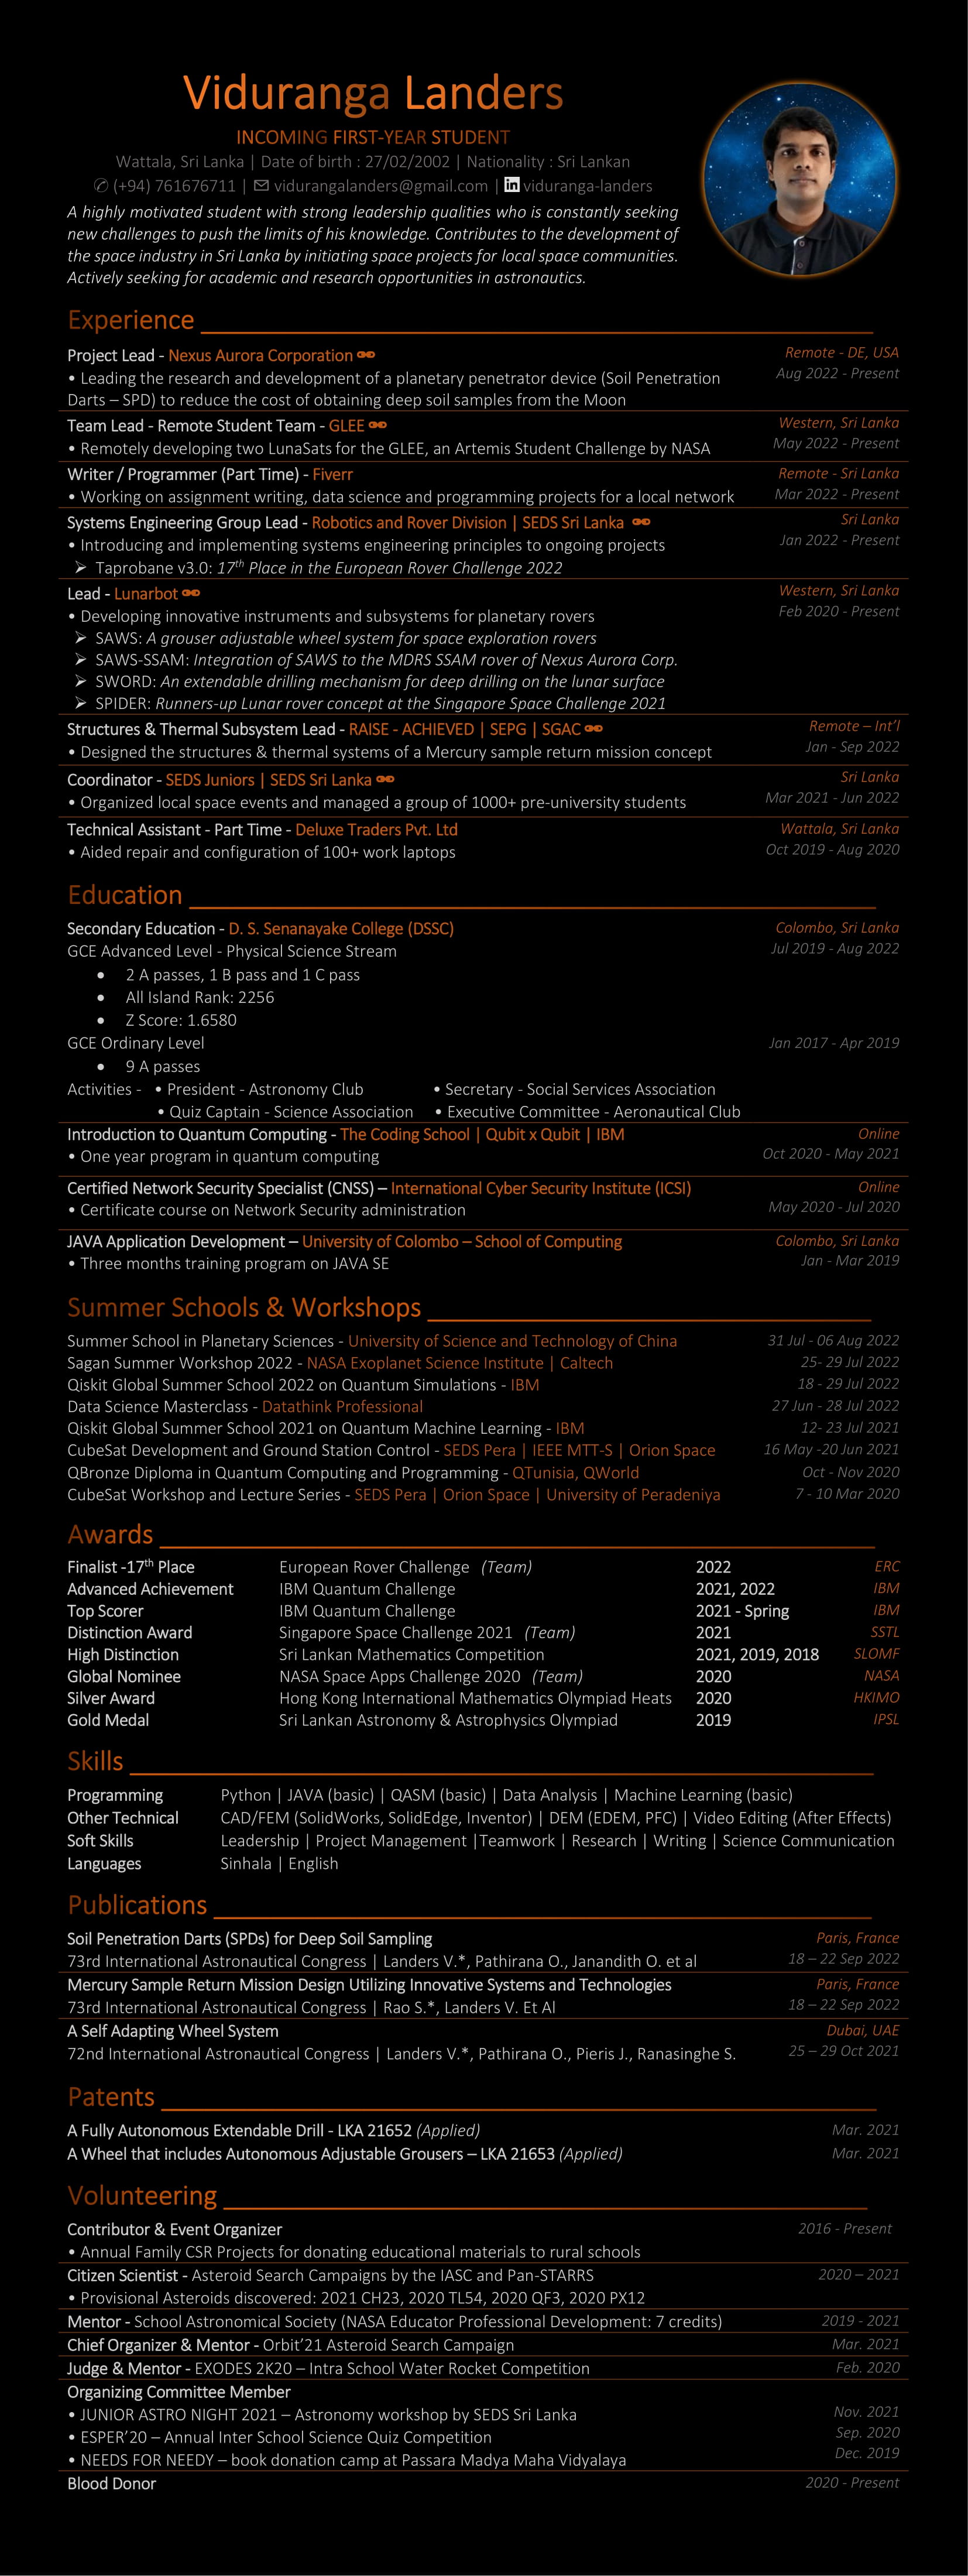 Viduranga Landers
INCOMING FIRST-YEAR STUDENT
Wattala, Sri Lanka | Date of birth : 27/02/2002 | Nationality : Sri Lankan
(+94) 761676711 | vidurangalanders@gmail.com | in viduranga-landers
A highly motivated student with strong leadership qualities who is constantly seeking
new challenges to push the limits of his knowledge. Contributes to the development of
the space industry in Sri Lanka by initiating space projects for local space communities.
Actively seeking for academic and research opportunities in astronautics.
Experience
Project Lead - Nexus Aurora Corporation Remote - DE, USA
• Leading the research and development of a planetary penetrator device (Soil Penetration Aug 2022 - Present
Darts – SPD) to reduce the cost of obtaining deep soil samples from the Moon
Team Lead - Remote Student Team - GLEE Western, Sri Lanka
• Remotely developing two LunaSats for the GLEE, an Artemis Student Challenge by NASA May 2022 - Present
Writer / Programmer (Part Time) - Fiverr Remote - Sri Lanka
• Working on assignment writing, data science and programming projects for a local network Mar 2022 - Present
Systems Engineering Group Lead - Robotics and Rover Division | SEDS Sri Lanka Sri Lanka
• Introducing and implementing systems engineering principles to ongoing projects Jan 2022 - Present
➢ Taprobane v3.0: 17th Place in the European Rover Challenge 2022
Lead - Lunarbot Western, Sri Lanka
• Developing innovative instruments and subsystems for planetary rovers Feb 2020 - Present
➢ SAWS: A grouser adjustable wheel system for space exploration rovers
➢ SAWS-SSAM: Integration of SAWS to the MDRS SSAM rover of Nexus Aurora Corp.
➢ SWORD: An extendable drilling mechanism for deep drilling on the lunar surface
➢ SPIDER: Runners-up Lunar rover concept at the Singapore Space Challenge 2021
Structures & Thermal Subsystem Lead - RAISE - ACHIEVED | SEPG | SGAC Remote – Int’l
• Designed the structures & thermal systems of a Mercury sample return mission concept Jan - Sep 2022
Coordinator - SEDS Juniors | SEDS Sri Lanka Sri Lanka
• Organized local space events and managed a group of 1000+ pre-university students Mar 2021 - Jun 2022
Technical Assistant - Part Time - Deluxe Traders Pvt. Ltd Wattala, Sri Lanka
• Aided repair and configuration of 100+ work laptops Oct 2019 - Aug 2020
Education
Secondary Education - D. S. Senanayake College (DSSC) Colombo, Sri Lanka
GCE Advanced Level - Physical Science Stream Jul 2019 - Aug 2022
• 2 A passes, 1 B pass and 1 C pass
• All Island Rank: 2256
• Z Score: 1.6580
GCE Ordinary Level Jan 2017 - Apr 2019
• 9 A passes
Activities - • President - Astronomy Club • Secretary - Social Services Association
• Quiz Captain - Science Association • Executive Committee - Aeronautical Club
Introduction to Quantum Computing - The Coding School | Qubit x Qubit | IBM Online
• One year program in quantum computing Oct 2020 - May 2021
Certified Network Security Specialist (CNSS) – International Cyber Security Institute (ICSI) Online
• Certificate course on Network Security administration May 2020 - Jul 2020
JAVA Application Development – University of Colombo – School of Computing Colombo, Sri Lanka
• Three months training program on JAVA SE Jan - Mar 2019
Summer Schools & Workshops
Summer School in Planetary Sciences - University of Science and Technology of China 31 Jul - 06 Aug 2022
Sagan Summer Workshop 2022 - NASA Exoplanet Science Institute | Caltech 25- 29 Jul 2022
Qiskit Global Summer School 2022 on Quantum Simulations - IBM 18 - 29 Jul 2022
Data Science Masterclass - Datathink Professional 27 Jun - 28 Jul 2022
Qiskit Global Summer School 2021 on Quantum Machine Learning - IBM 12- 23 Jul 2021
CubeSat Development and Ground Station Control - SEDS Pera | IEEE MTT-S | Orion Space 16 May -20 Jun 2021
QBronze Diploma in Quantum Computing and Programming - QTunisia, QWorld Oct - Nov 2020
CubeSat Workshop and Lecture Series - SEDS Pera | Orion Space | University of Peradeniya 7 - 10 Mar 2020
Awards
Finalist -17th Place European Rover Challenge (Team) 2022 ERC
Advanced Achievement IBM Quantum Challenge 2021, 2022 IBM
Top Scorer IBM Quantum Challenge 2021 - Spring IBM
Distinction Award Singapore Space Challenge 2021 (Team) 2021 SSTL
High Distinction Sri Lankan Mathematics Competition 2021, 2019, 2018 SLOMF
Global Nominee NASA Space Apps Challenge 2020 (Team) 2020 NASA
Silver Award Hong Kong International Mathematics Olympiad Heats 2020 HKIMO
Gold Medal Sri Lankan Astronomy & Astrophysics Olympiad 2019 IPSL
Skills
Programming Python | JAVA (basic) | QASM (basic) | Data Analysis | Machine Learning (basic)
Other Technical CAD/FEM (SolidWorks, SolidEdge, Inventor) | DEM (EDEM, PFC) | Video Editing (After Effects)
Soft Skills Leadership | Project Management |Teamwork | Research | Writing | Science Communication
Languages Sinhala | English
Publications
Soil Penetration Darts (SPDs) for Deep Soil Sampling Paris, France
73rd International Astronautical Congress | Landers V.*, Pathirana O., Janandith O. et al 18 – 22 Sep 2022
Mercury Sample Return Mission Design Utilizing Innovative Systems and Technologies Paris, France
73rd International Astronautical Congress | Rao S.*, Landers V. Et Al 18 – 22 Sep 2022
A Self Adapting Wheel System Dubai, UAE
72nd International Astronautical Congress | Landers V.*, Pathirana O., Pieris J., Ranasinghe S. 25 – 29 Oct 2021
Patents
A Fully Autonomous Extendable Drill - LKA 21652 (Applied) Mar. 2021
A Wheel that includes Autonomous Adjustable Grousers – LKA 21653 (Applied) Mar. 2021
Volunteering
Contributor & Event Organizer 2016 - Present
• Annual Family CSR Projects for donating educational materials to rural schools
Citizen Scientist - Asteroid Search Campaigns by the IASC and Pan-STARRS 2020 – 2021
• Provisional Asteroids discovered: 2021 CH23, 2020 TL54, 2020 QF3, 2020 PX12
Mentor - School Astronomical Society (NASA Educator Professional Development: 7 credits) 2019 - 2021
Chief Organizer & Mentor - Orbit’21 Asteroid Search Campaign Mar. 2021
Judge & Mentor - EXODES 2K20 – Intra School Water Rocket Competition Feb. 2020
Organizing Committee Member
• JUNIOR ASTRO NIGHT 2021 – Astronomy workshop by SEDS Sri Lanka Nov. 2021
• ESPER’20 – Annual Inter School Science Quiz Competition Sep. 2020
• NEEDS FOR NEEDY – book donation camp at Passara Madya Maha Vidyalaya Dec. 2019
Blood Donor 2020 - Present